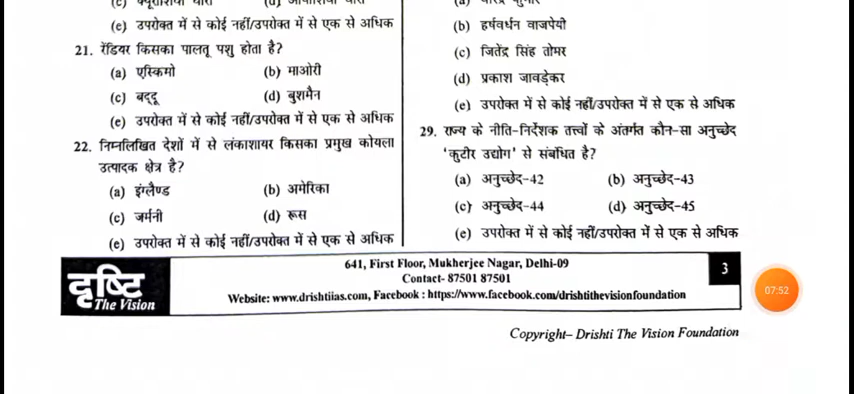 (e) उपरोक्त में से कोई नहीं/उपरोक्त में से एक से अधिक
21. रेंडियर किसका पालतू पशु होता है?
(a) एस्किमो (b) माओरी
(c) बद्दू (d) बुशमैन
(e) उपरोक्त में से कोई नहीं/उपरोक्त में से एक से अधिक
22. निम्नलिखित देशों में से लंकाशायर किसका प्रमुख कोयला
उत्पादक क्षेत्र है?
(a) इंग्लैण्ड (b) अमेरिका
(c) जर्मनी (d) रूस
(e) उपरोक्त में से कोई नहीं/उपरोक्त में से एक से अधिक
(b) हर्षवर्धन वाजपेयी
(c) जितेंद्र सिंह तोमर
(d) प्रकाश जावड़ेकर
(e) उपरोक्त में से कोई नहीं/उपरोक्त में से एक से अधिक
29. राज्य के नीति-निर्देशक तत्त्वों के अंतर्गत कौन-सा अनुच्छेद
'कुटीर उद्योग' से संबंधित है?
(a) अनुच्छेद-42 (b) अनुच्छेद-43
(c) अनुच्छेद-44 (d) अनुच्छेद-45
(e) उपरोक्त में से कोई नहीं/उपरोक्त में से एक से अधिक
दृष्टि
The Vision
641, First Floor, Mukherjee Nagar, Delhi-09
Contact- 87501 87501
Website: www.drishtiias.com, Facebook : https://www.facebook.com/drishtithevisionfoundation
3
07:52
Copyright– Drishti The Vision Foundation